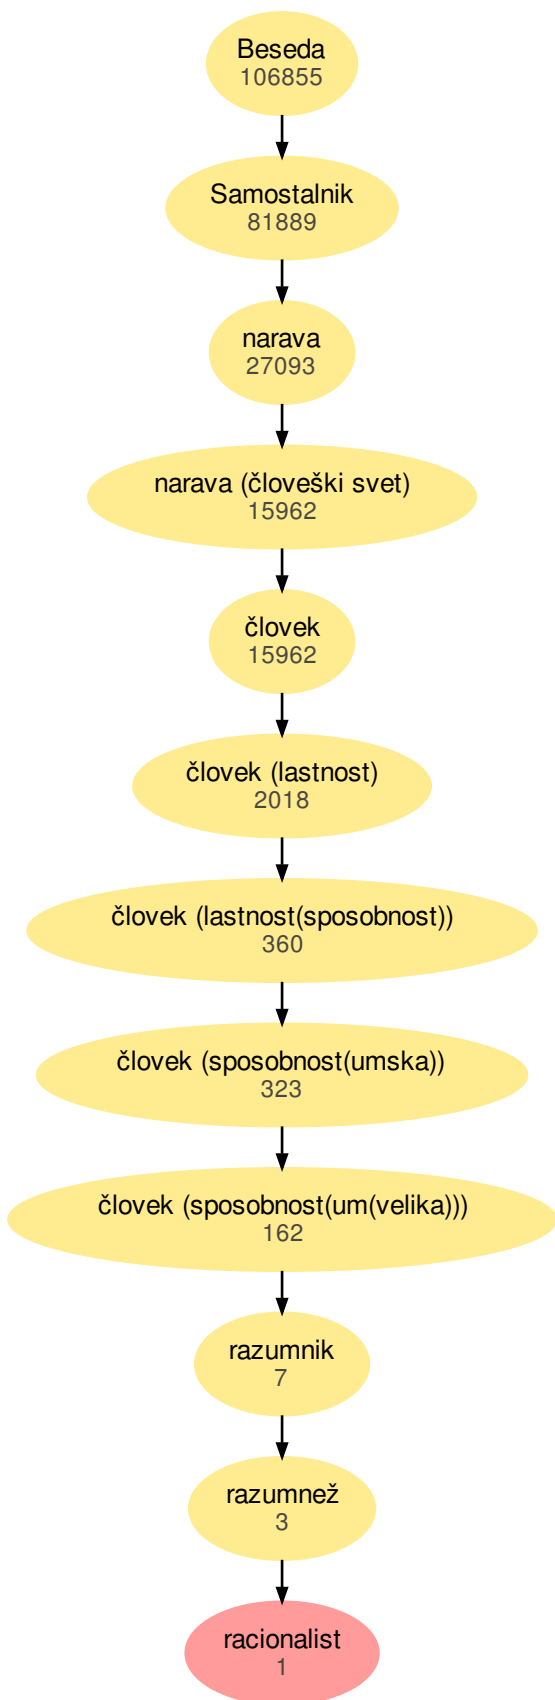 Beseda
106855
Samostalnik
81889
narava
27093
narava (človeški svet)
15962
človek
15962
človek (lastnost)
2018
človek (lastnost(sposobnost))
360
človek (sposobnost(umska))
323
človek (sposobnost(um(velika)))
162
razumnik
7
razumnež
3
racionalist
1